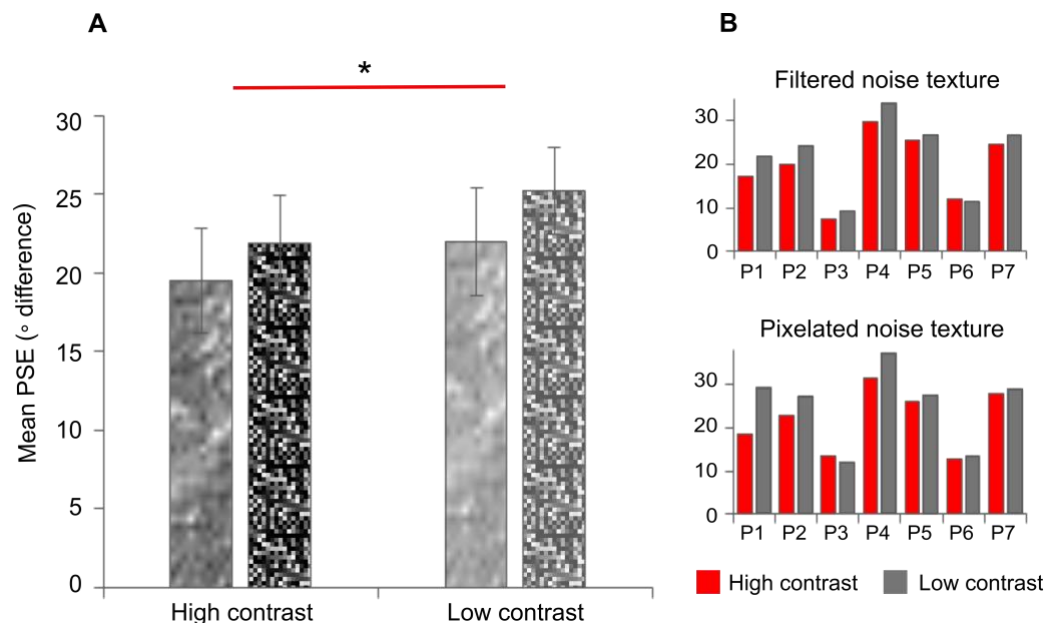 A
*
30
25
20
15
10
5
0
Mean PSE (∘ difference)
High contrast
Low contrast
B
Filtered noise texture
30
20
10
0
P1 P2 P3 P4 P5 P6 P7
Pixelated noise texture
30
20
10
0
P1 P2 P3 P4 P5 P6 P7
High contrast
Low contrast